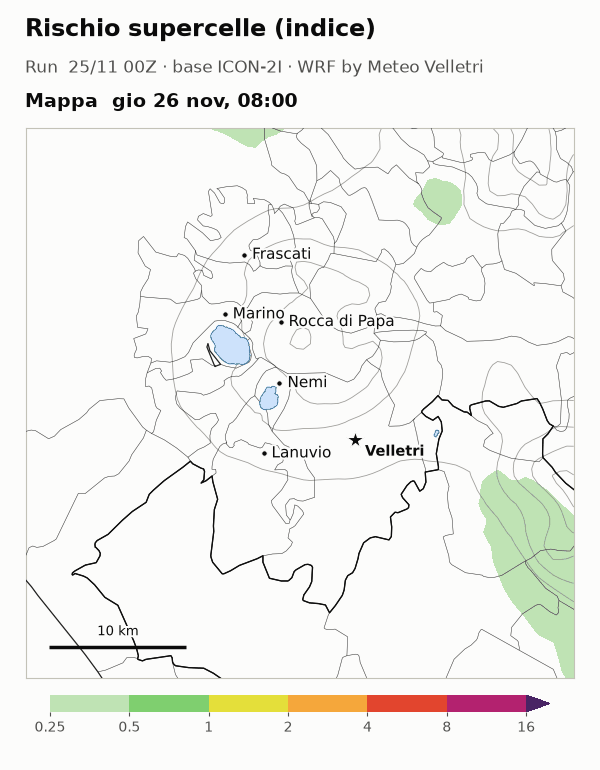 Rischio supercelle (indice)
Run  25/11 00Z · base ICON-2I · WRF by Meteo Velletri
Mappa  gio 26 nov, 08:00
Frascati
Marino
Rocca di Papa
Nemi
Velletri
Lanuvio
10 km
0.25 0.5 1 2 4 8 16